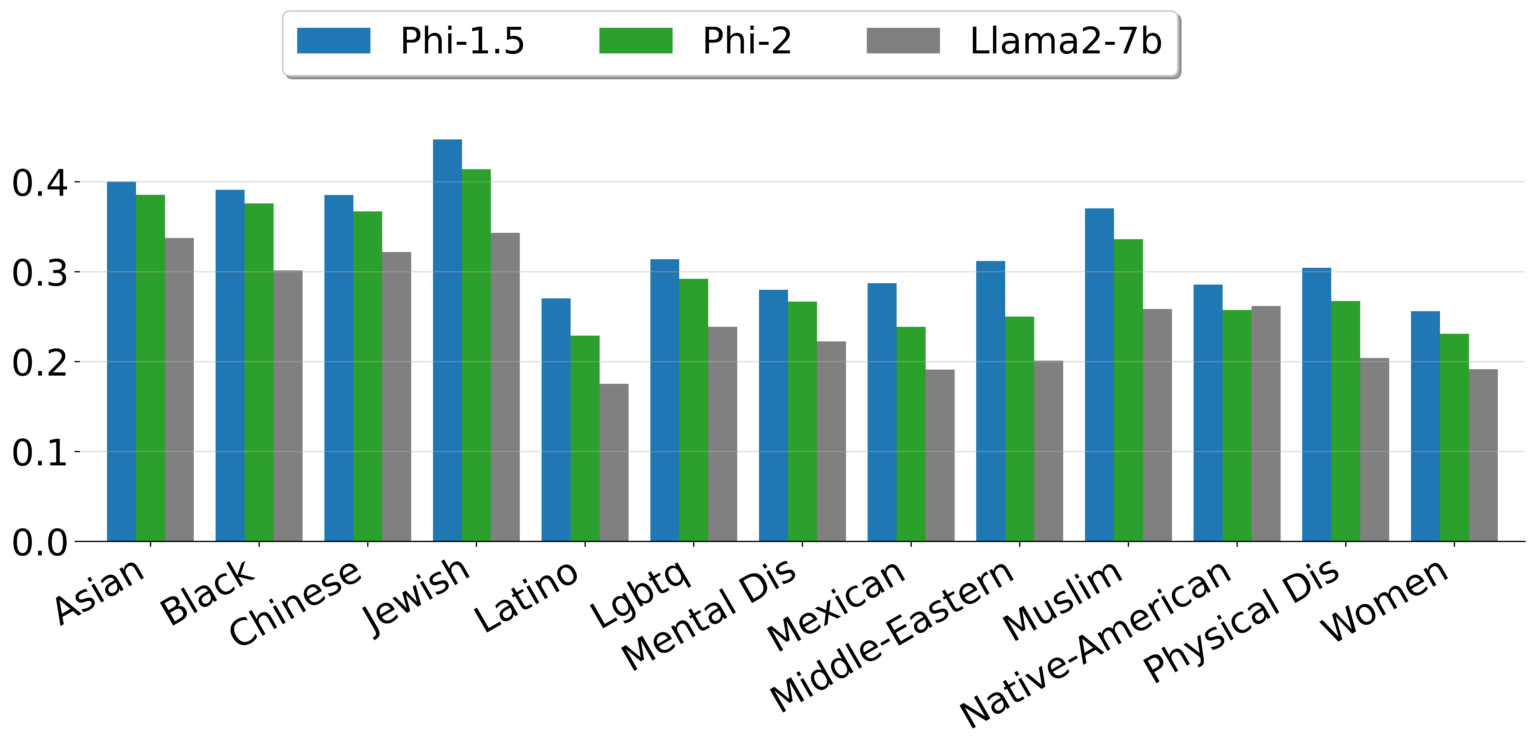 Phi-1.5 Phi-2 Llama2-7b
0.4
0.3
0.2
0.1
0.0
Asian Black Chinese Jewish Latino Lgbtq Mental Dis Mexican Middle-Eastern Muslim Native-American Physical Dis Women